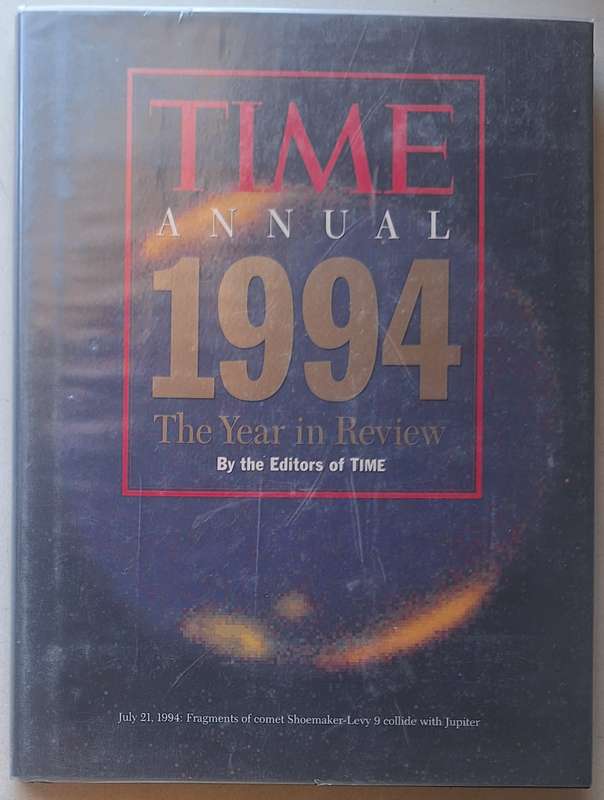 TIME
ANNUAL
1994
The Year in Review
By the Editors of TIME
July 21, 1994: Fragments of comet Shoemaker-Levy 9 collide with Jupiter